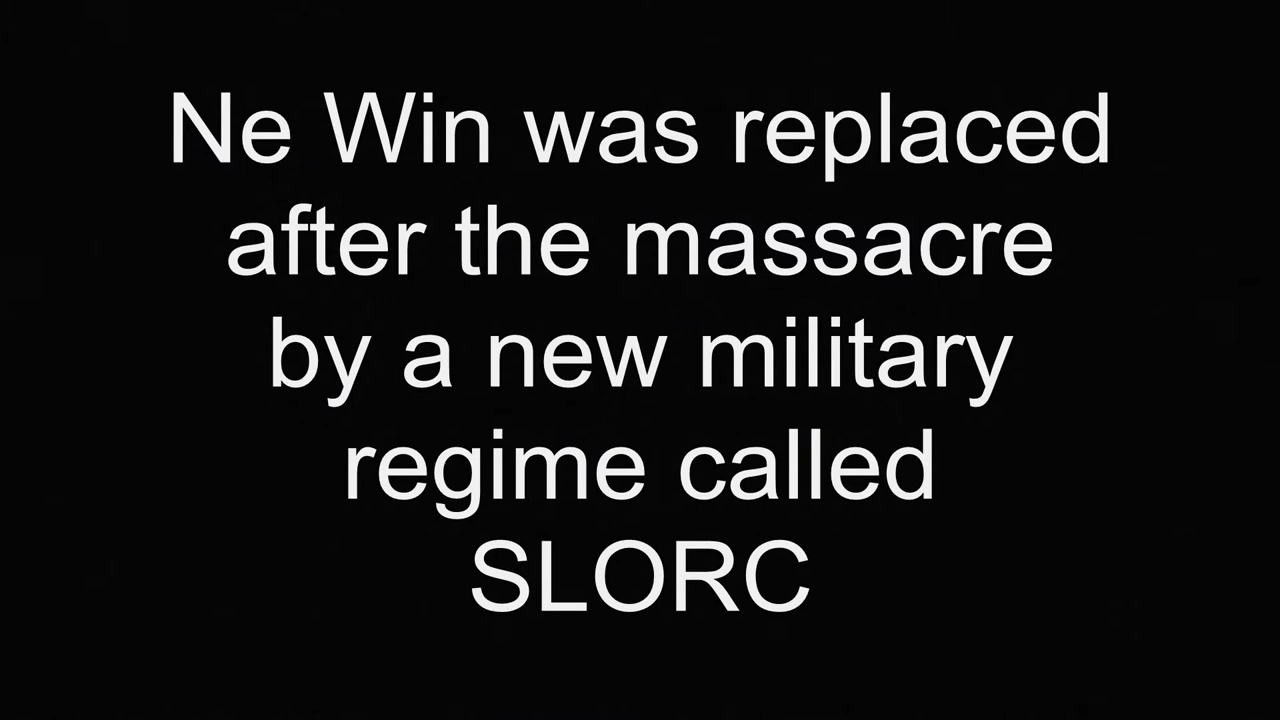 Ne Win was replaced
after the massacre
by a new military
regime called
SLORC